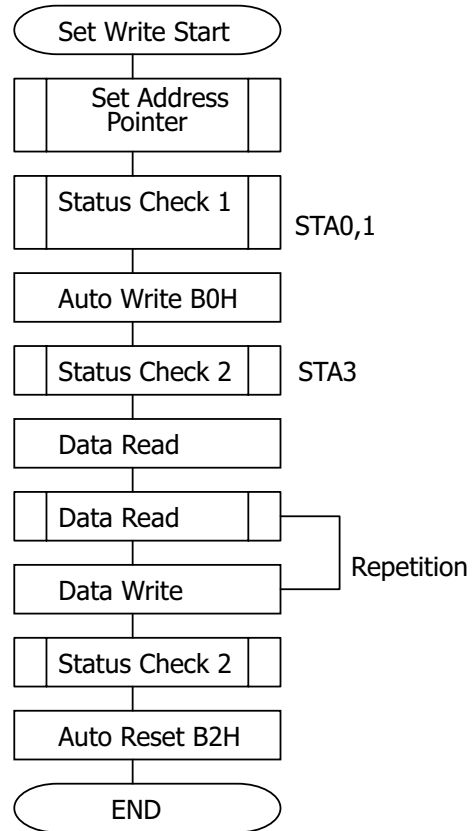 Set Write Start
Set Address
Pointer
Status Check 1
STA0,1
Auto Write B0H
Status Check 2
STA3
Data Read
Data Read
Repetition
Data Write
Status Check 2
Auto Reset B2H
END